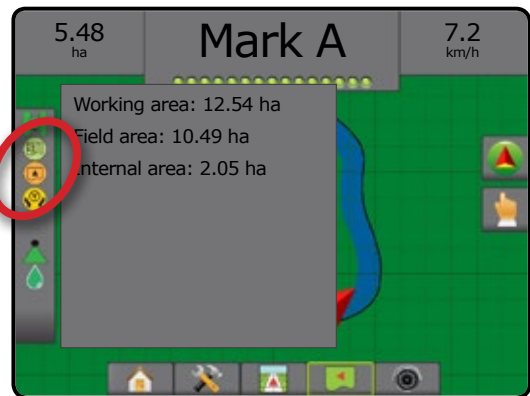 5.48
ha
Mark A
7.2
km/h
Working area: 12.54 ha
Field area: 10.49 ha
Internal area: 2.05 ha